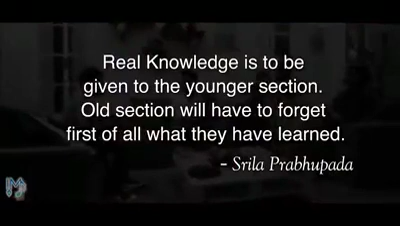 Real Knowledge is to be
given to the younger section.
Old section will have to forget
first of all what they have learned.
- Srila Prabhupada